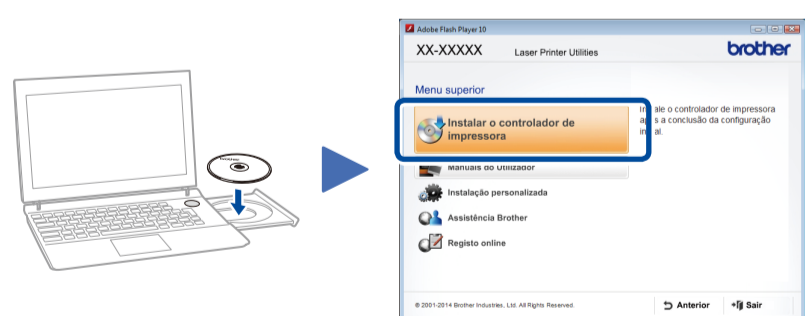 brother
Adobe Flash Player 10
XX-XXXXX Laser Printer Utilities brother
Menu superior
Instalar o controlador de
impressora
ale o controlador de impressora
a conclusão da configuração
Manuais do Utilizador
Instalação personalizada
Assistência Brother
Registo online
© 2001-2014 Brother Industries, Ltd. All Rights Reserved.
Anterior Sair